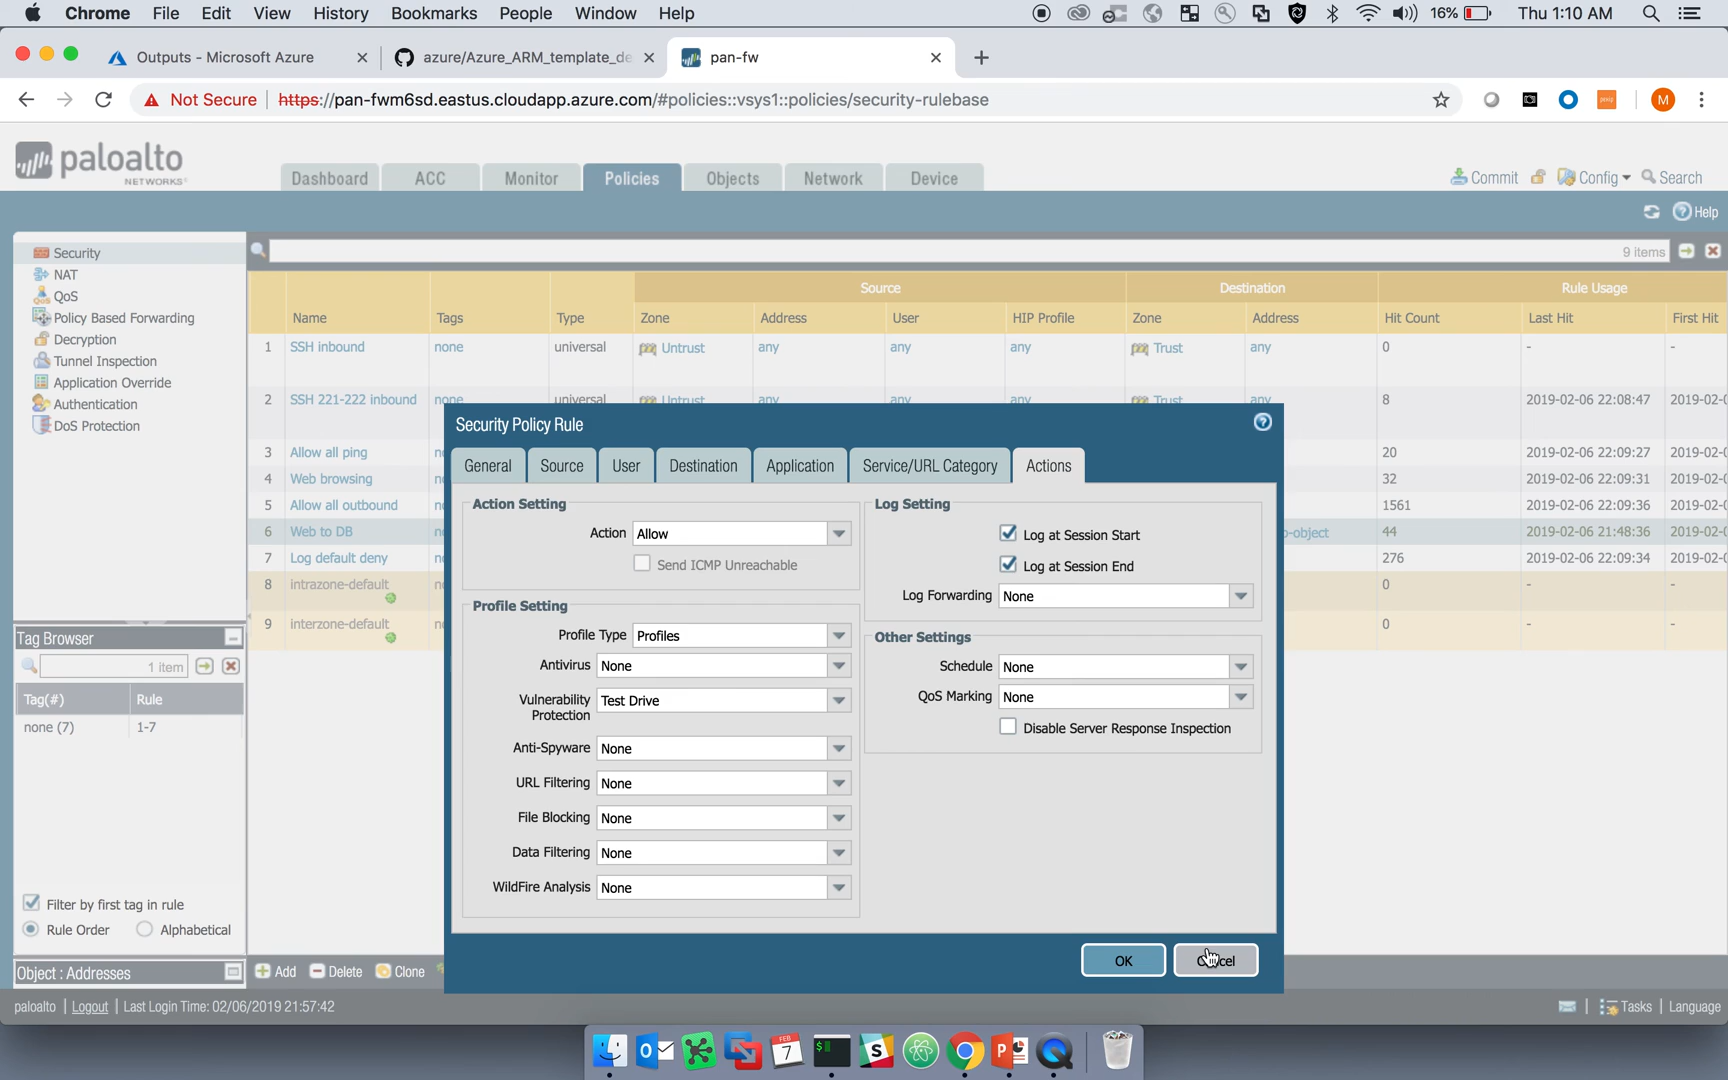 Chrome File Edit View History Bookmarks People Window Help 16% Thu 1:10 AM
Outputs - Microsoft Azure azure/Azure_ARM_template_de pan-fw
Not Secure https://pan-fwm6sd.eastus.cloudapp.azure.com/#policies::vsys1::policies/security-rulebase M
paloalto
NETWORKS
Dashboard ACC Monitor Policies Objects Network Device Commit Config Search
Help
Security
NAT
QoS
Policy Based Forwarding
Decryption
Tunnel Inspection
Application Override
Authentication
DoS Protection
9 items
Source Destination Rule Usage
Name Tags Type Zone Address User HIP Profile Zone Address Hit Count Last Hit First Hit
1 SSH inbound none universal Untrust any any any Trust any 0 - -
2 SSH 221-222 inbound none universal Untrust any any any Trust any 8 2019-02-06 22:08:47 2019-02-0
3 Allow all ping 20 2019-02-06 22:09:27 2019-02-0
4 Web browsing 32 2019-02-06 22:09:31 2019-02-0
5 Allow all outbound 1561 2019-02-06 22:09:36 2019-02-0
6 Web to DB -object 44 2019-02-06 21:48:36 2019-02-0
7 Log default deny 276 2019-02-06 22:09:34 2019-02-0
8 intrazone-default 0 - -
9 interzone-default 0 - -
Security Policy Rule
General Source User Destination Application Service/URL Category Actions
Action Setting
Action Allow
Send ICMP Unreachable
Profile Setting
Profile Type Profiles
Antivirus None
Vulnerability Protection Test Drive
Anti-Spyware None
URL Filtering None
File Blocking None
Data Filtering None
WildFire Analysis None
Log Setting
Log at Session Start
Log at Session End
Log Forwarding None
Other Settings
Schedule None
QoS Marking None
Disable Server Response Inspection
OK Cancel
Tag Browser
1 item
Tag(#) Rule
none (7) 1-7
Filter by first tag in rule
Rule Order Alphabetical
Object : Addresses
Add Delete Clone
paloalto | Logout | Last Login Time: 02/06/2019 21:57:42
Tasks | Language
FEB
7